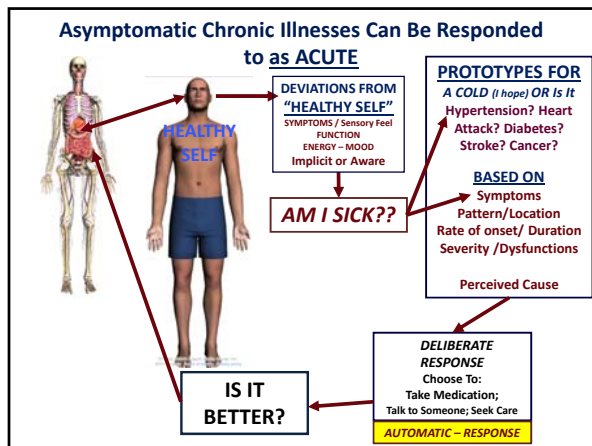 Asymptomatic Chronic Illnesses Can Be Responded
to as ACUTE
HEALTHY
SELF
DEVIATIONS FROM
“HEALTHY SELF”
SYMPTOMS / Sensory Feel
FUNCTION
ENERGY – MOOD
Implicit or Aware
AM I SICK??
PROTOTYPES FOR
A COLD (I hope) OR Is It
Hypertension? Heart
Attack? Diabetes?
Stroke? Cancer?
BASED ON
Symptoms
Pattern/Location
Rate of onset/ Duration
Severity /Dysfunctions
Perceived Cause
DELIBERATE
RESPONSE
Choose To:
Take Medication;
Talk to Someone; Seek Care
AUTOMATIC – RESPONSE
IS IT
BETTER?